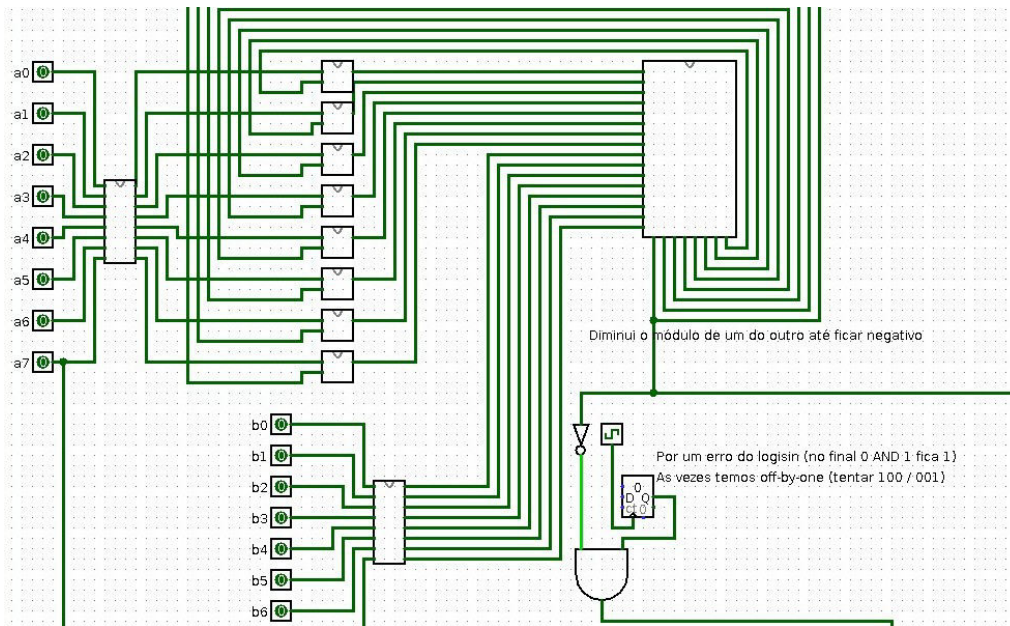 a0
a1
a2
a3
a4
a5
a6
a7
Diminui o módulo de um do outro até ficar negativo
b0
b1
b2
b3
b4
b5
b6
Por um erro do logisin (no final 0 AND 1 fica 1)
As vezes temos off-by-one (tentar 100 / 001)
0
D Q